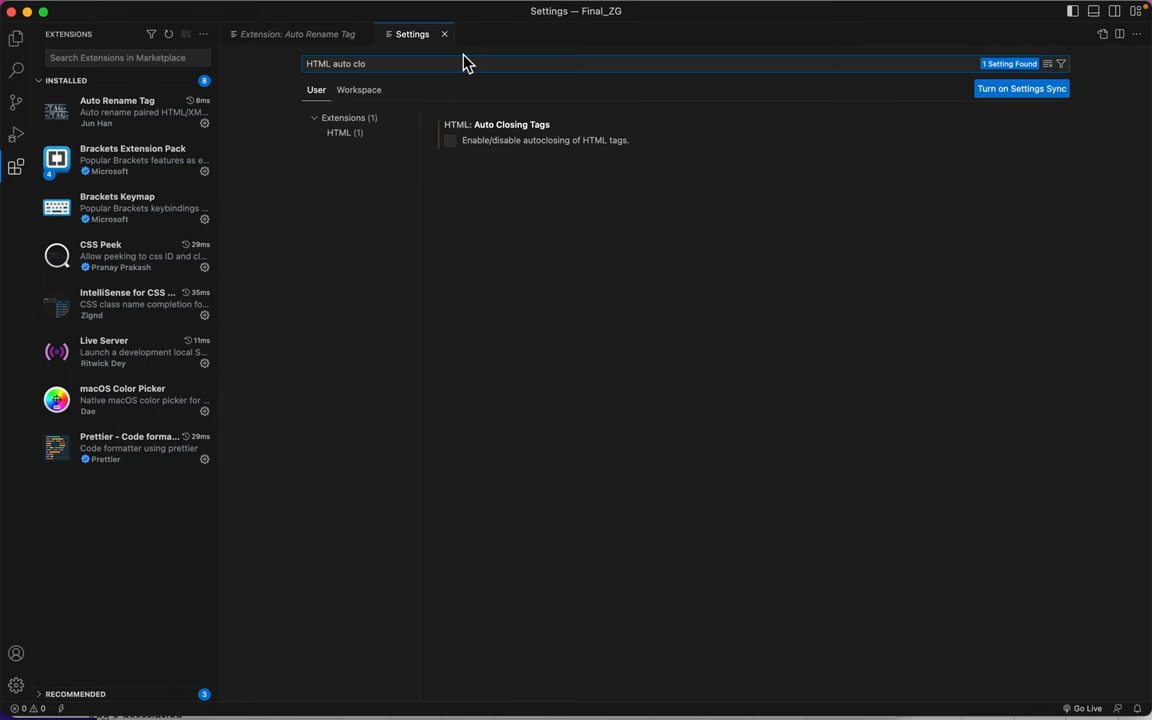 Settings — Final_ZG
EXTENSIONS
Extension: Auto Rename Tag
Settings
Search Extensions in Marketplace
HTML auto clo
1 Setting Found
User
Workspace
Turn on Settings Sync
INSTALLED
8
Extensions (1)
HTML (1)
HTML: Auto Closing Tags
Enable/disable autoclosing of HTML tags.
Auto Rename Tag
8ms
Auto rename paired HTML/XM...
Jun Han
Brackets Extension Pack
Popular Brackets features as e...
4
Microsoft
Brackets Keymap
Popular Brackets keybindings ...
Microsoft
CSS Peek
29ms
Allow peeking to css ID and cl...
Pranay Prakash
IntelliSense for CSS ...
35ms
CSS class name completion fo...
Zignd
Live Server
11ms
Launch a development local S...
Ritwick Dey
macOS Color Picker
Native macOS color picker for ...
Dae
Prettier - Code forma...
29ms
Code formatter using prettier
Prettier
RECOMMENDED
3
0
0
Go Live